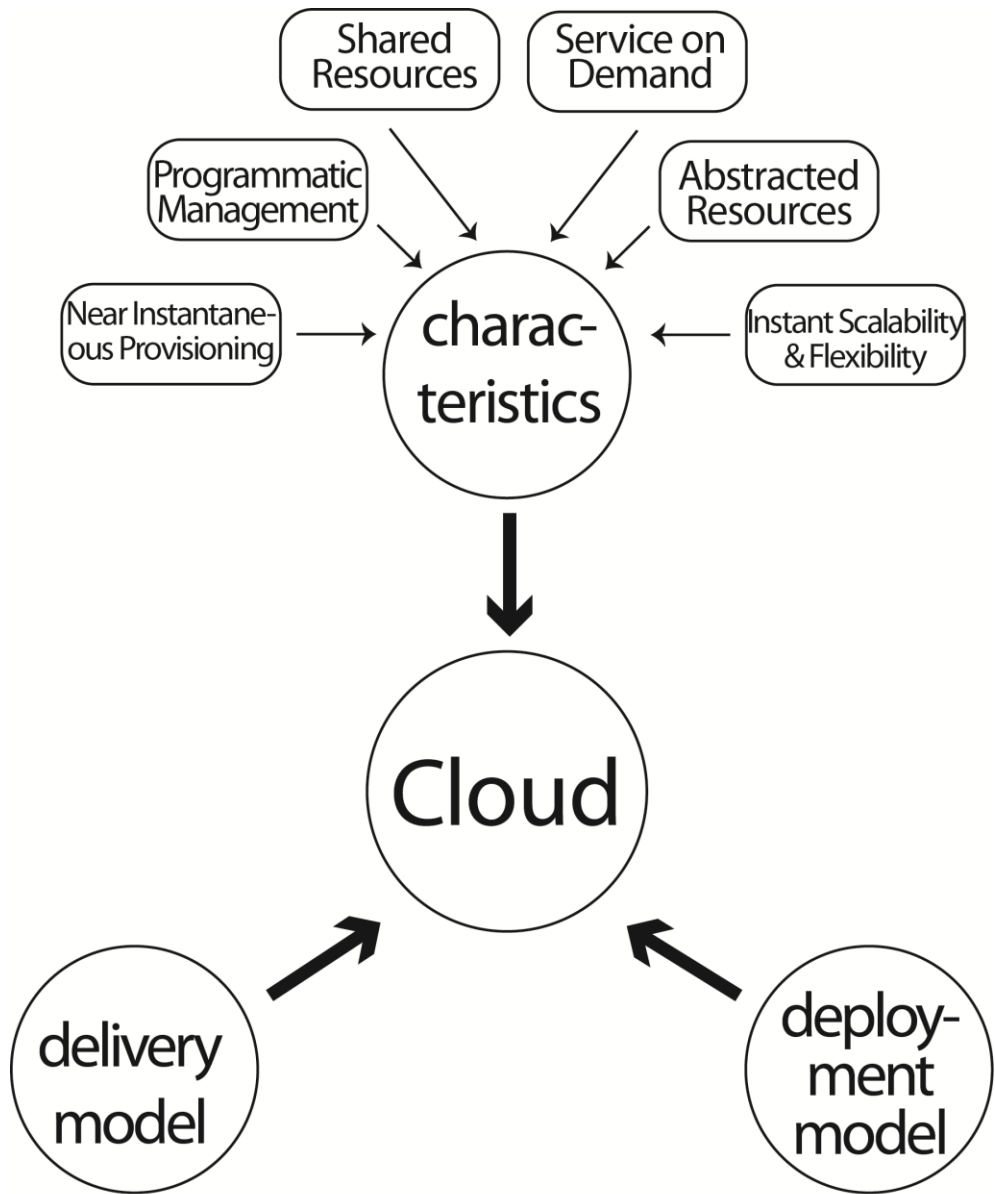 Shared
Resources
Service on
Demand
Programmatic
Management
Abstracted
Resources
Near Instantane-
ous Provisioning
Instant Scalability
& Flexibility
charac-
teristics
Cloud
delivery
model
deploy-
ment
model